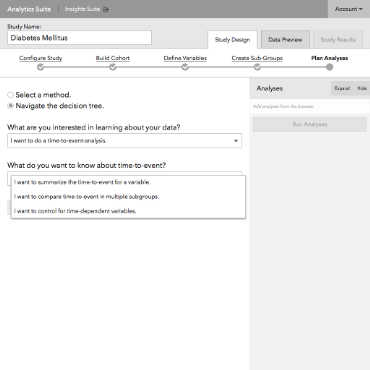 Analytics Suite | Insights Suite
Account
Study Name:
Diabetes Mellitus
Study Design
Data Preview
Study Results
Configure Study
Build Cohort
Define Variables
Create Sub-Groups
Plan Analyses
Select a method.
Navigate the decision tree.
What are you interested in learning about your data?
I want to do a time-to-event analysis.
What do you want to know about time-to-event?
I want to summarize the time-to-event for a variable.
I want to compare time-to-event in multiple subgroups.
I want to control for time-dependent variables.
Analyses
Expand
Hide
Add analyses from the browser
Run Analyses